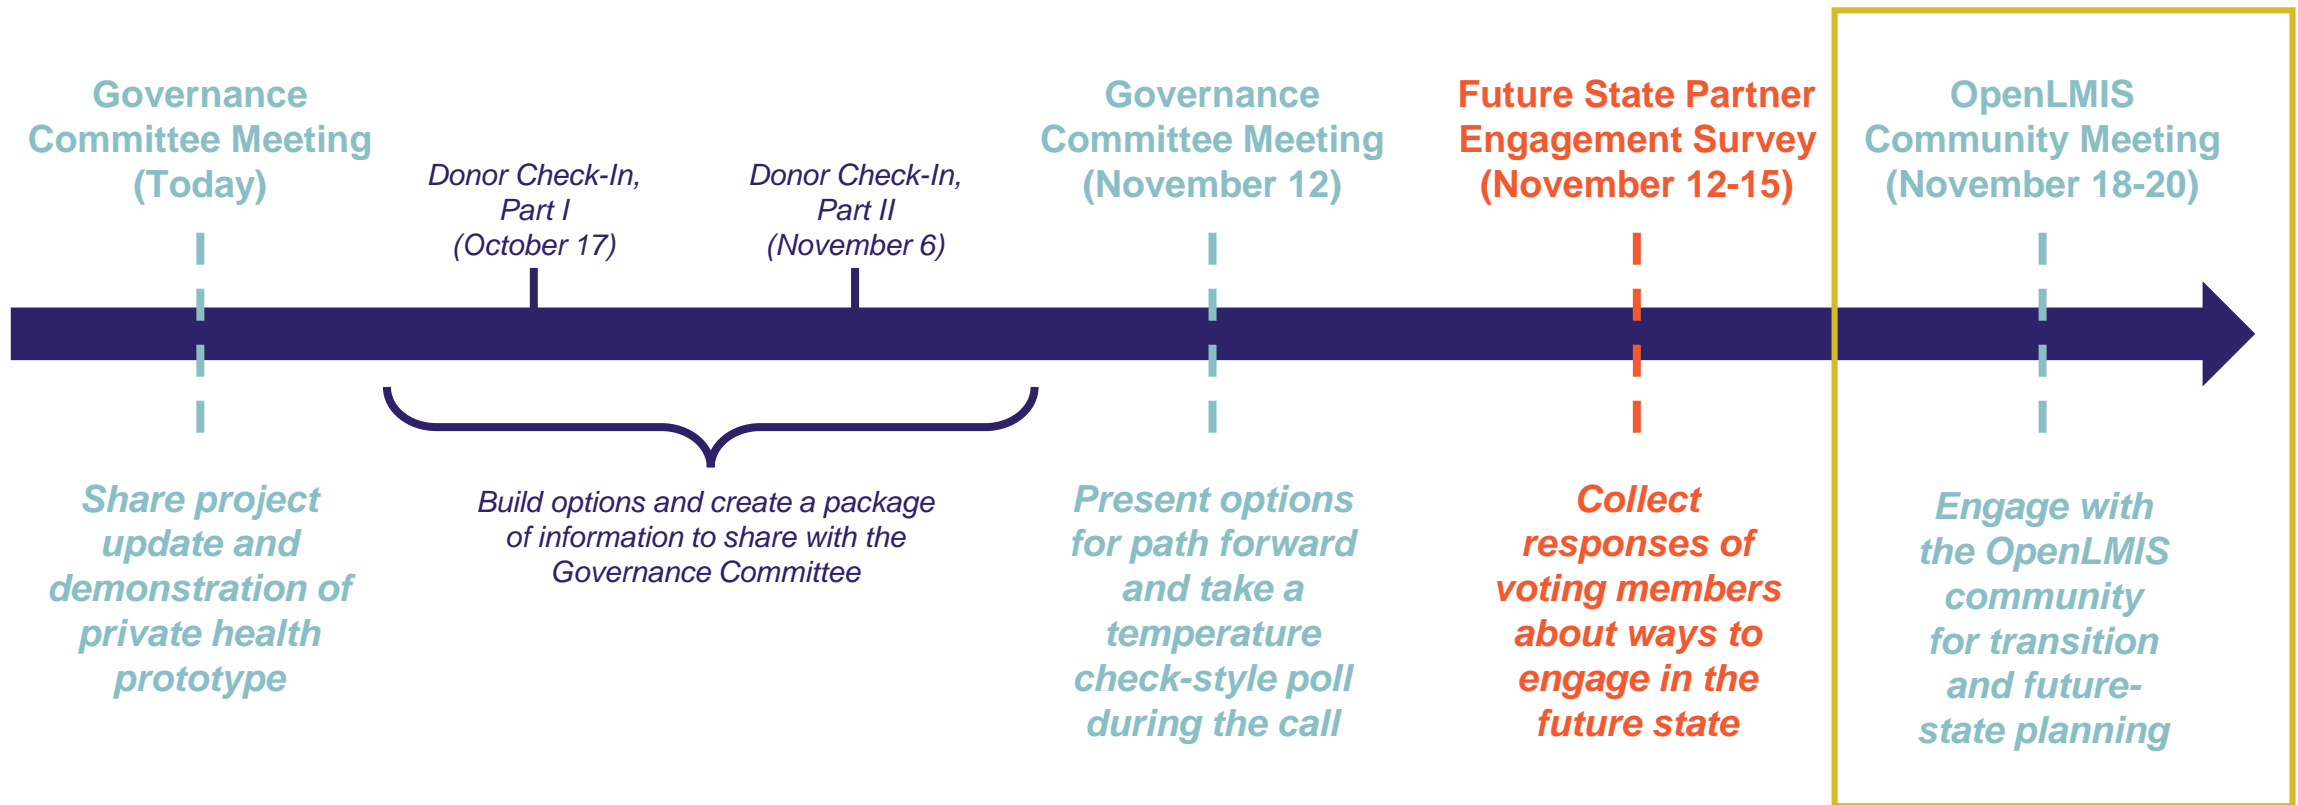 Governance
Committee Meeting
(Today)
Donor Check-In,
Part I
(October 17)
Donor Check-In,
Part II
(November 6)
Governance
Committee Meeting
(November 12)
Future State Partner
Engagement Survey
(November 12-15)
OpenLMIS
Community Meeting
(November 18-20)
Share project
update and
demonstration of
private health
prototype
Build options and create a package
of information to share with the
Governance Committee
Present options
for path forward
and take a
temperature
check-style poll
during the call
Collect
responses of
voting members
about ways to
engage in the
future state
Engage with
the OpenLMIS
community
for transition
and future-
state planning